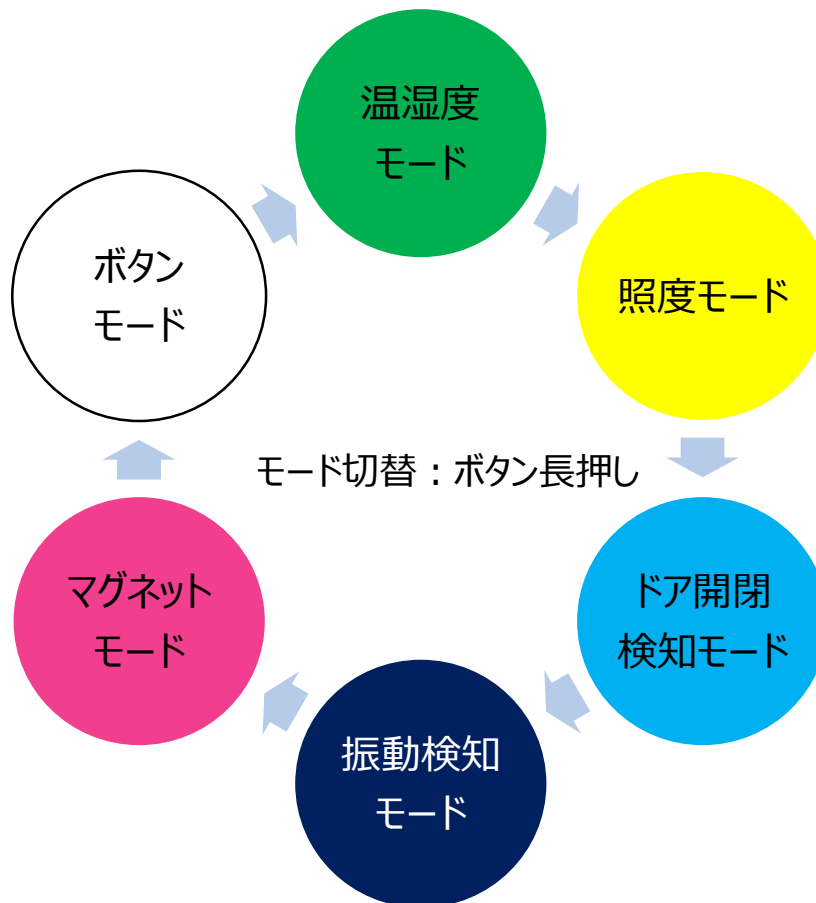 温湿度
モード
照度モード
ドア開閉
検知モード
振動検知
モード
マグネット
モード
ボタン
モード
モード切替：ボタン長押し